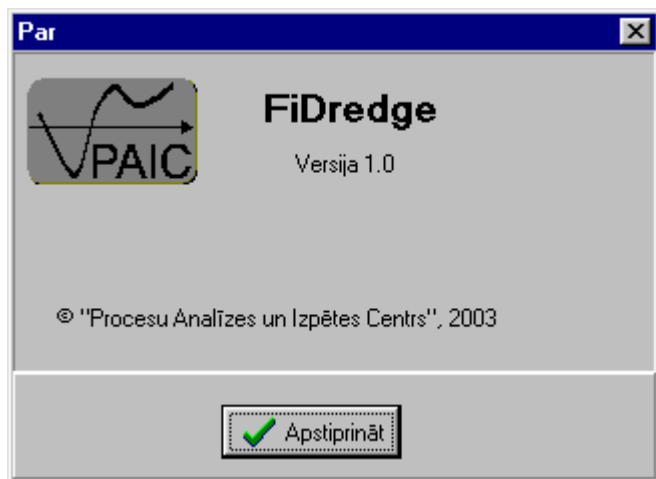 Par
PAIC
FiDredge
Versija 1.0
© "Procesu Analīzes un Izpētes Centrs", 2003
Apstiprināt